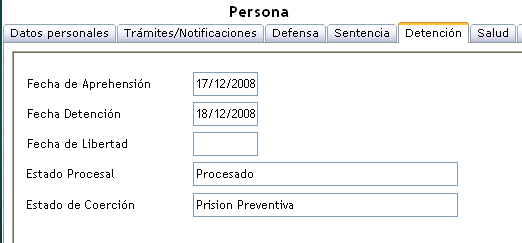 Persona
Datos personales Trámites/Notificaciones Defensa Sentencia Detención Salud
Fecha de Aprehensión 17/12/2008
Fecha Detención 18/12/2008
Fecha de Libertad
Estado Procesal Procesado
Estado de Coerción Prision Preventiva